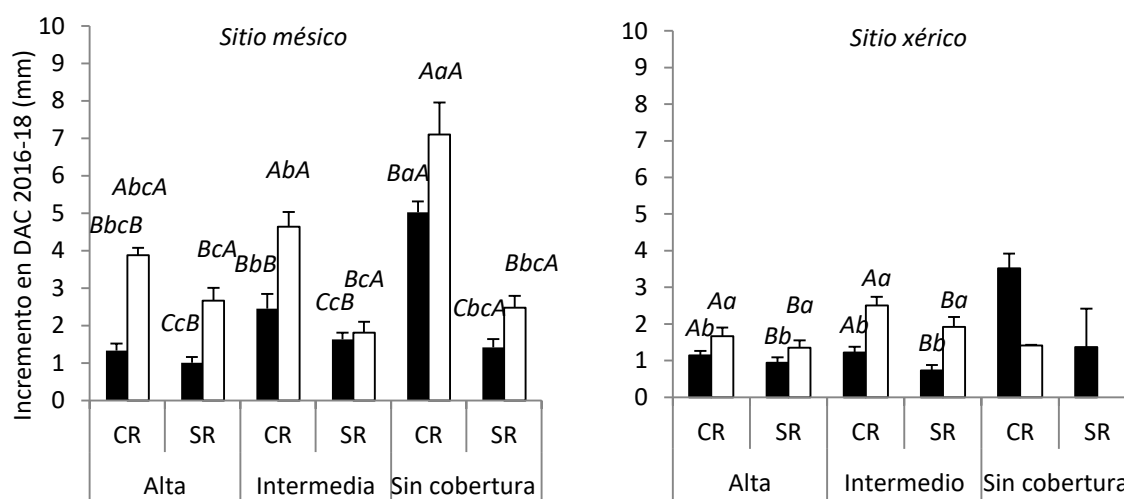 Incremento en DAC 2016-18 (mm)
Sitio mésico
10
9
8
7
6
5
4
3
2
1
0
BbcB
AbcA
CcB
BcA
BbB
AbA
CcB
BcA
BaA
AaA
CbcA
BbcA
CR SR CR SR CR SR
Alta Intermedia Sin cobertura
Sitio xérico
10
9
8
7
6
5
4
3
2
1
0
Ab
Aa
Bb
Ba
Ab
Aa
Bb
Ba
CR SR CR SR CR SR
Alta Intermedio Sin cobertura